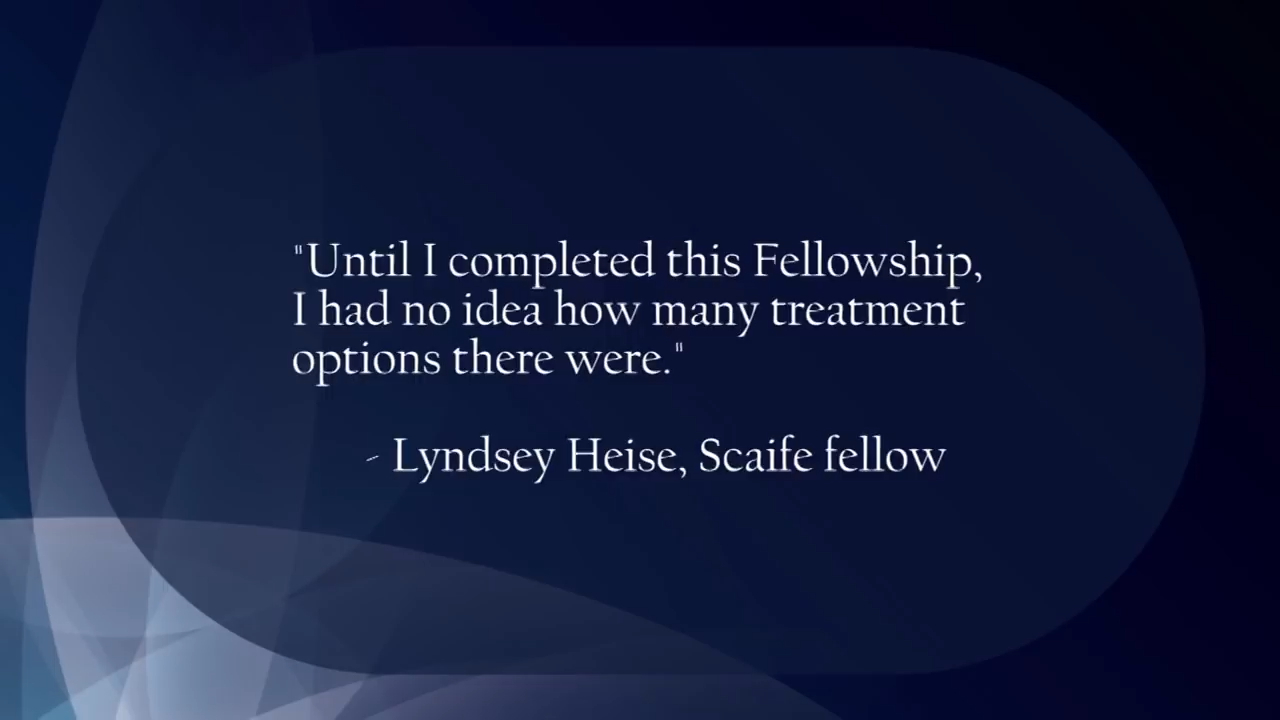 "Until I completed this Fellowship,
I had no idea how many treatment
options there were."
- Lyndsey Heise, Scaife fellow